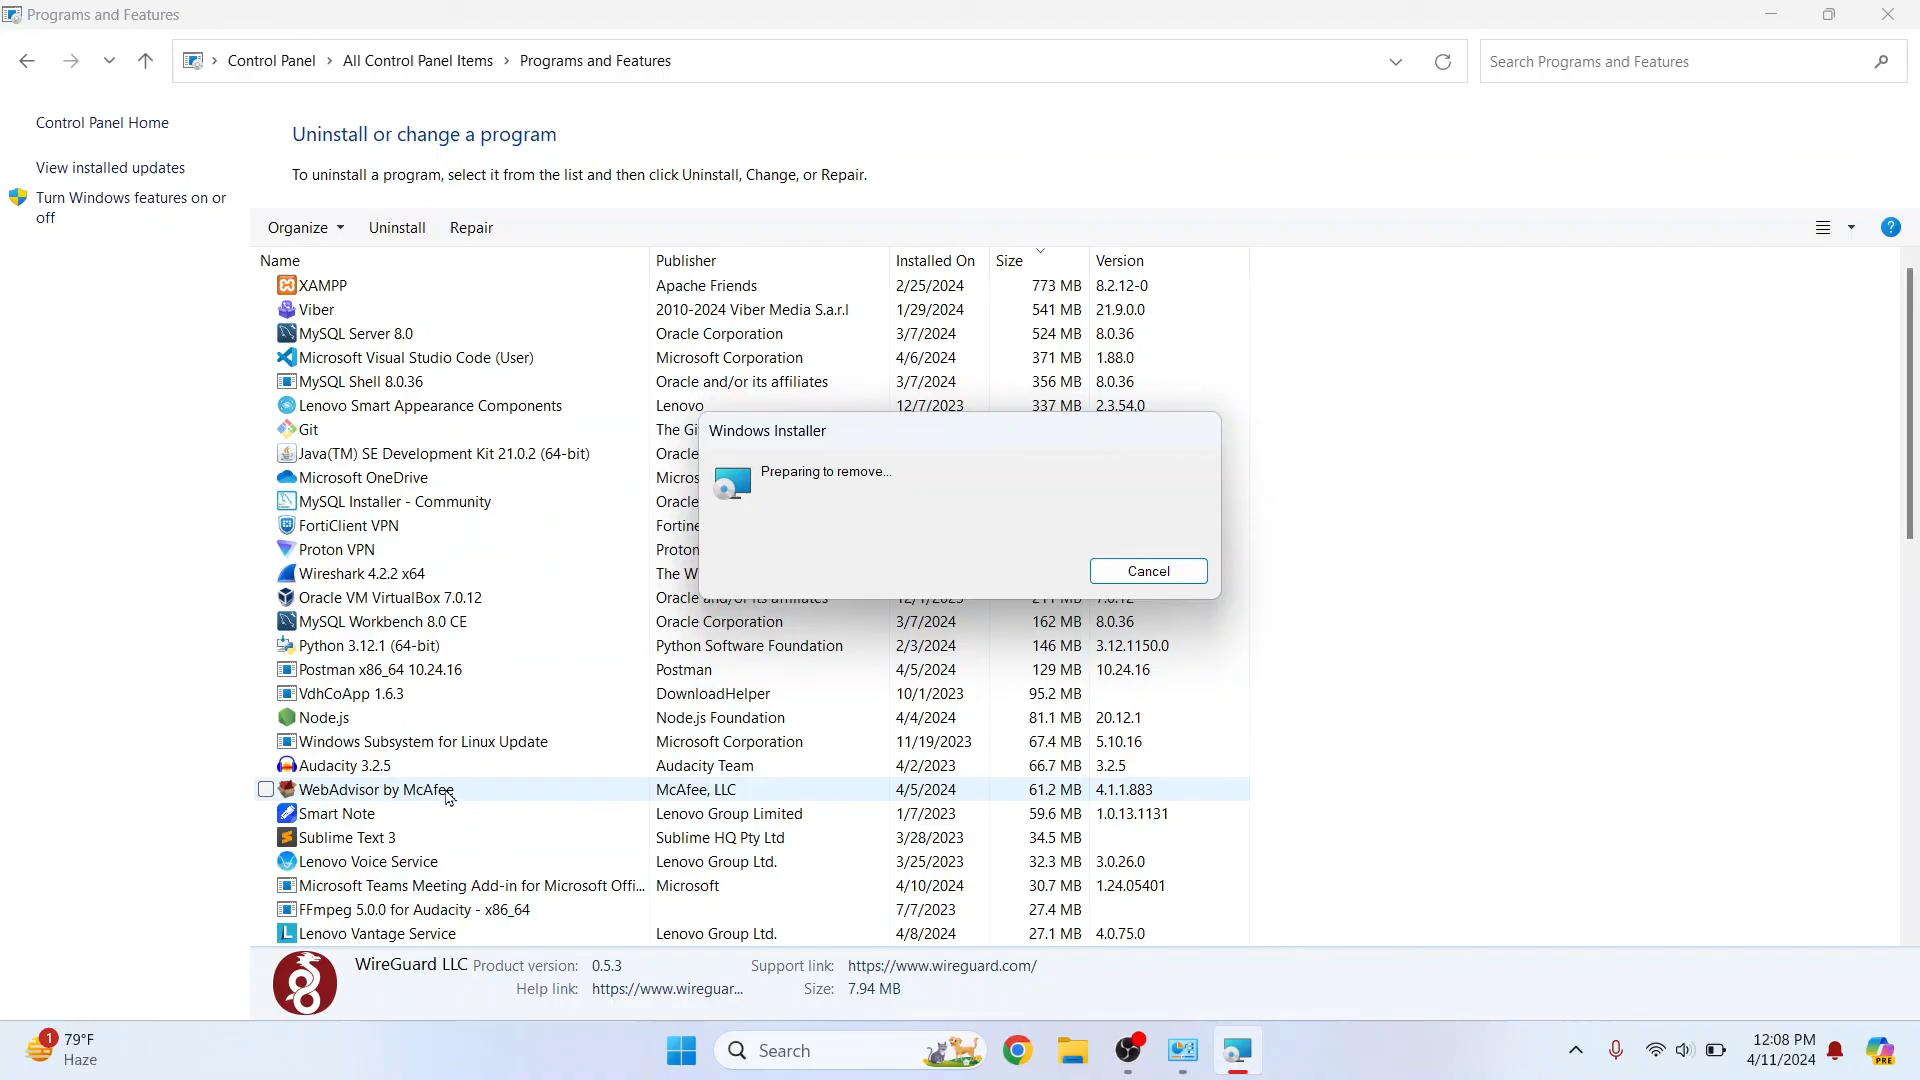 Programs and Features
Control Panel > All Control Panel Items > Programs and Features
Search Programs and Features
Control Panel Home
View installed updates
Turn Windows features on or
off
Uninstall or change a program
To uninstall a program, select it from the list and then click Uninstall, Change, or Repair.
Organize Uninstall Repair
Name Publisher Installed On Size Version
XAMPP Apache Friends 2/25/2024 773 MB 8.2.12-0
Viber 2010-2024 Viber Media S.a.r.l 1/29/2024 541 MB 21.9.0.0
MySQL Server 8.0 Oracle Corporation 3/7/2024 524 MB 8.0.36
Microsoft Visual Studio Code (User) Microsoft Corporation 4/6/2024 371 MB 1.88.0
MySQL Shell 8.0.36 Oracle and/or its affiliates 3/7/2024 356 MB 8.0.36
Lenovo Smart Appearance Components Lenovo 12/7/2023 337 MB 2.3.54.0
Git The Gi
Java(TM) SE Development Kit 21.0.2 (64-bit) Oracle
Microsoft OneDrive Micros
MySQL Installer - Community Oracle
FortiClient VPN Fortine
Proton VPN Proton
Wireshark 4.2.2 x64 The W
Oracle VM VirtualBox 7.0.12 Oracle and/or its affiliates 12/1/2023 211 MB 7.0.12
MySQL Workbench 8.0 CE Oracle Corporation 3/7/2024 162 MB 8.0.36
Python 3.12.1 (64-bit) Python Software Foundation 2/3/2024 146 MB 3.12.1150.0
Postman x86_64 10.24.16 Postman 4/5/2024 129 MB 10.24.16
VdhCoApp 1.6.3 DownloadHelper 10/1/2023 95.2 MB
Node.js Node.js Foundation 4/4/2024 81.1 MB 20.12.1
Windows Subsystem for Linux Update Microsoft Corporation 11/19/2023 67.4 MB 5.10.16
Audacity 3.2.5 Audacity Team 4/2/2023 66.7 MB 3.2.5
WebAdvisor by McAfee McAfee, LLC 4/5/2024 61.2 MB 4.1.1.883
Smart Note Lenovo Group Limited 1/7/2023 59.6 MB 1.0.13.1131
Sublime Text 3 Sublime HQ Pty Ltd 3/28/2023 34.5 MB
Lenovo Voice Service Lenovo Group Ltd. 3/25/2023 32.3 MB 3.0.26.0
Microsoft Teams Meeting Add-in for Microsoft Offi... Microsoft 4/10/2024 30.7 MB 1.24.05401
FFmpeg 5.0.0 for Audacity - x86_64 7/7/2023 27.4 MB
Lenovo Vantage Service Lenovo Group Ltd. 4/8/2024 27.1 MB 4.0.75.0
Windows Installer
Preparing to remove...
Cancel
WireGuard LLC Product version: 0.5.3 Support link: https://www.wireguard.com/
Help link: https://www.wireguar... Size: 7.94 MB
1
79°F
Haze
Search
12:08 PM
4/11/2024
PRE